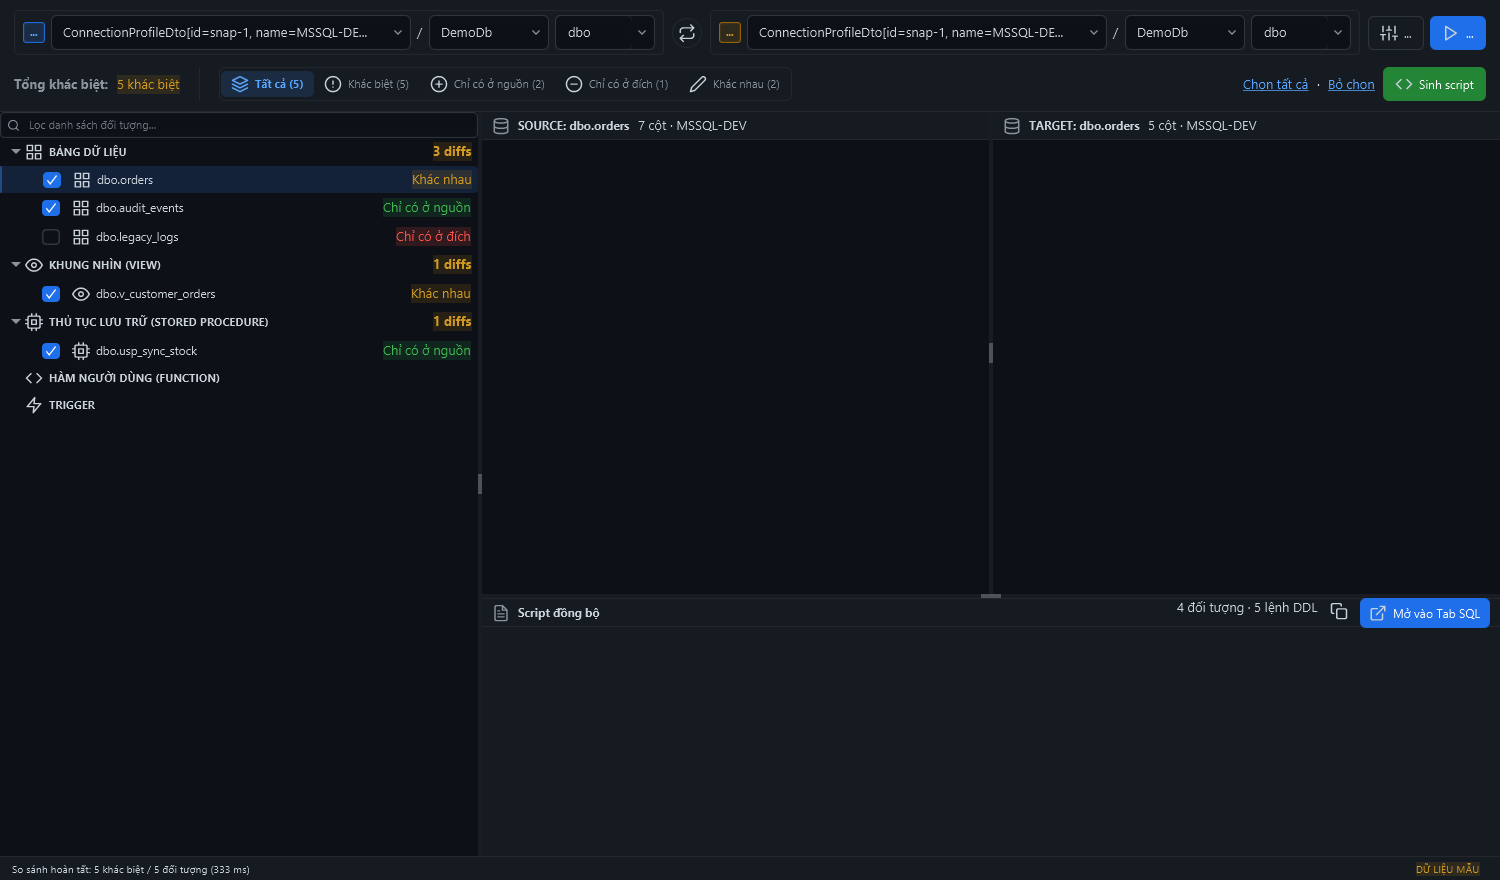 ... ConnectionProfileDto[id=snap-1, name=MSSQL-DE... / DemoDb dbo ... ConnectionProfileDto[id=snap-1, name=MSSQL-DE... / DemoDb dbo ... ...
Tổng khác biệt: 5 khác biệt Tất cả (5) Khác biệt (5) Chỉ có ở nguồn (2) Chỉ có ở đích (1) Khác nhau (2) Chọn tất cả · Bỏ chọn Sinh script
Lọc danh sách đối tượng...
SOURCE: dbo.orders 7 cột · MSSQL-DEV
TARGET: dbo.orders 5 cột · MSSQL-DEV
BẢNG DỮ LIỆU 3 diffs
dbo.orders Khác nhau
dbo.audit_events Chỉ có ở nguồn
dbo.legacy_logs Chỉ có ở đích
KHUNG NHÌN (VIEW) 1 diffs
dbo.v_customer_orders Khác nhau
THỦ TỤC LƯU TRỮ (STORED PROCEDURE) 1 diffs
dbo.usp_sync_stock Chỉ có ở nguồn
HÀM NGƯỜI DÙNG (FUNCTION)
TRIGGER
Script đồng bộ 4 đối tượng · 5 lệnh DDL Mở vào Tab SQL
So sánh hoàn tất: 5 khác biệt / 5 đối tượng (333 ms) DỮ LIỆU MẪU